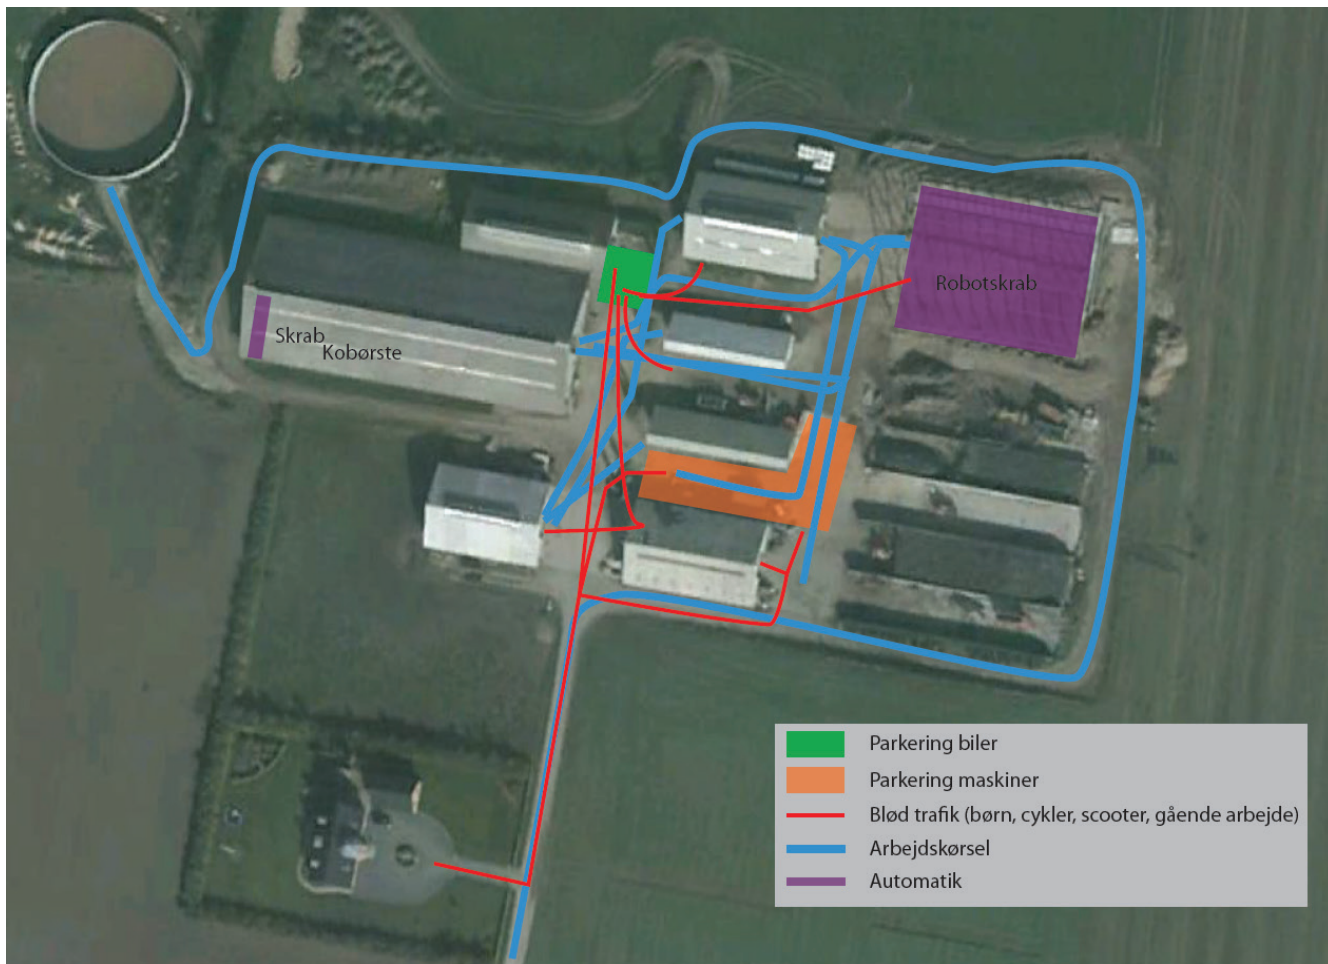 Robotskrab
Skrab
Kobørste
Parkering biler
Parkering maskiner
Blød trafik (børn, cykler, scooter, gående arbejde)
Arbejdskørsel
Automatik